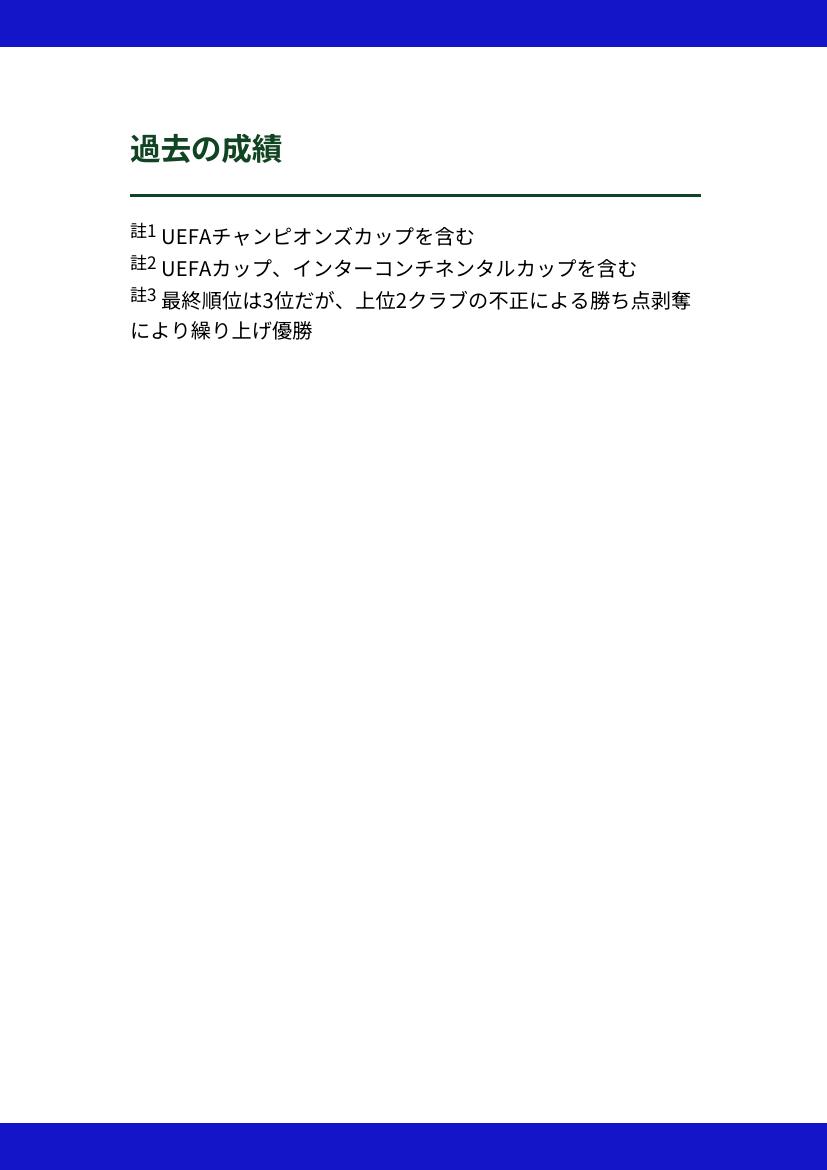 過去の成績
註1 UEFAチャンピオンズカップを含む
註2 UEFAカップ、インターコンチネンタルカップを含む
註3 最終順位は3位だが、上位2クラブの不正による勝ち点剥奪
により繰り上げ優勝